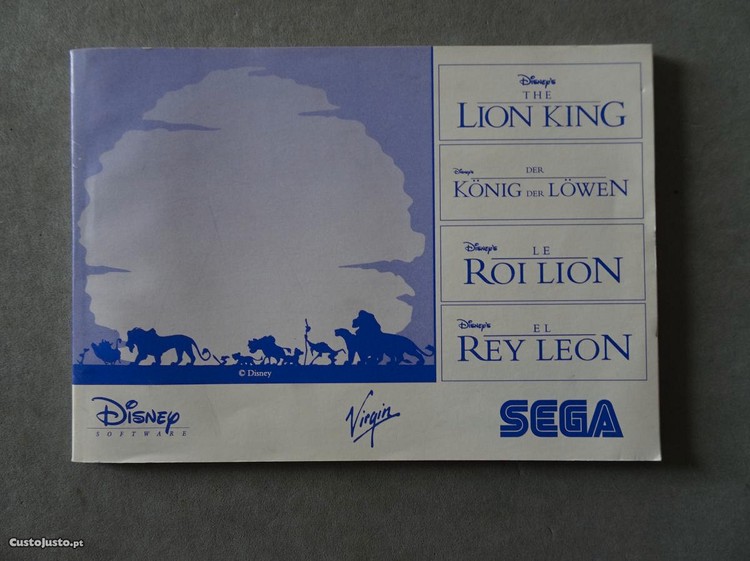 Disney's
THE
LION KING
Disney's
DER
KÖNIG DER LÖWEN
Disney's
LE
ROI LION
Disney's
EL
REY LEON
© Disney
Disney
SOFTWARE
Virgin
SEGA
CustoJusto.pt